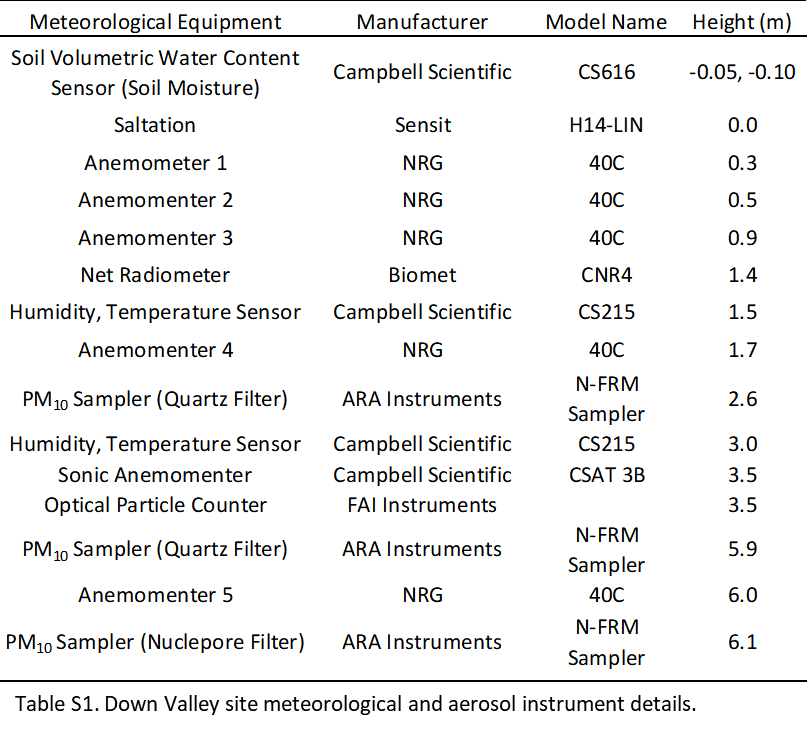 Meteorological Equipment Manufacturer Model Name Height (m)
Soil Volumetric Water Content
Sensor (Soil Moisture) Campbell Scientific CS616 -0.05, -0.10
Saltation Sensit H14-LIN 0.0
Anemometer 1 NRG 40C 0.3
Anemomenter 2 NRG 40C 0.5
Anemomenter 3 NRG 40C 0.9
Net Radiometer Biomet CNR4 1.4
Humidity, Temperature Sensor Campbell Scientific CS215 1.5
Anemomenter 4 NRG 40C 1.7
PM10 Sampler (Quartz Filter) ARA Instruments N-FRM
Sampler 2.6
Humidity, Temperature Sensor Campbell Scientific CS215 3.0
Sonic Anemomenter Campbell Scientific CSAT 3B 3.5
Optical Particle Counter FAI Instruments 3.5
PM10 Sampler (Quartz Filter) ARA Instruments N-FRM
Sampler 5.9
Anemomenter 5 NRG 40C 6.0
PM10 Sampler (Nuclepore Filter) ARA Instruments N-FRM
Sampler 6.1
Table S1. Down Valley site meteorological and aerosol instrument details.